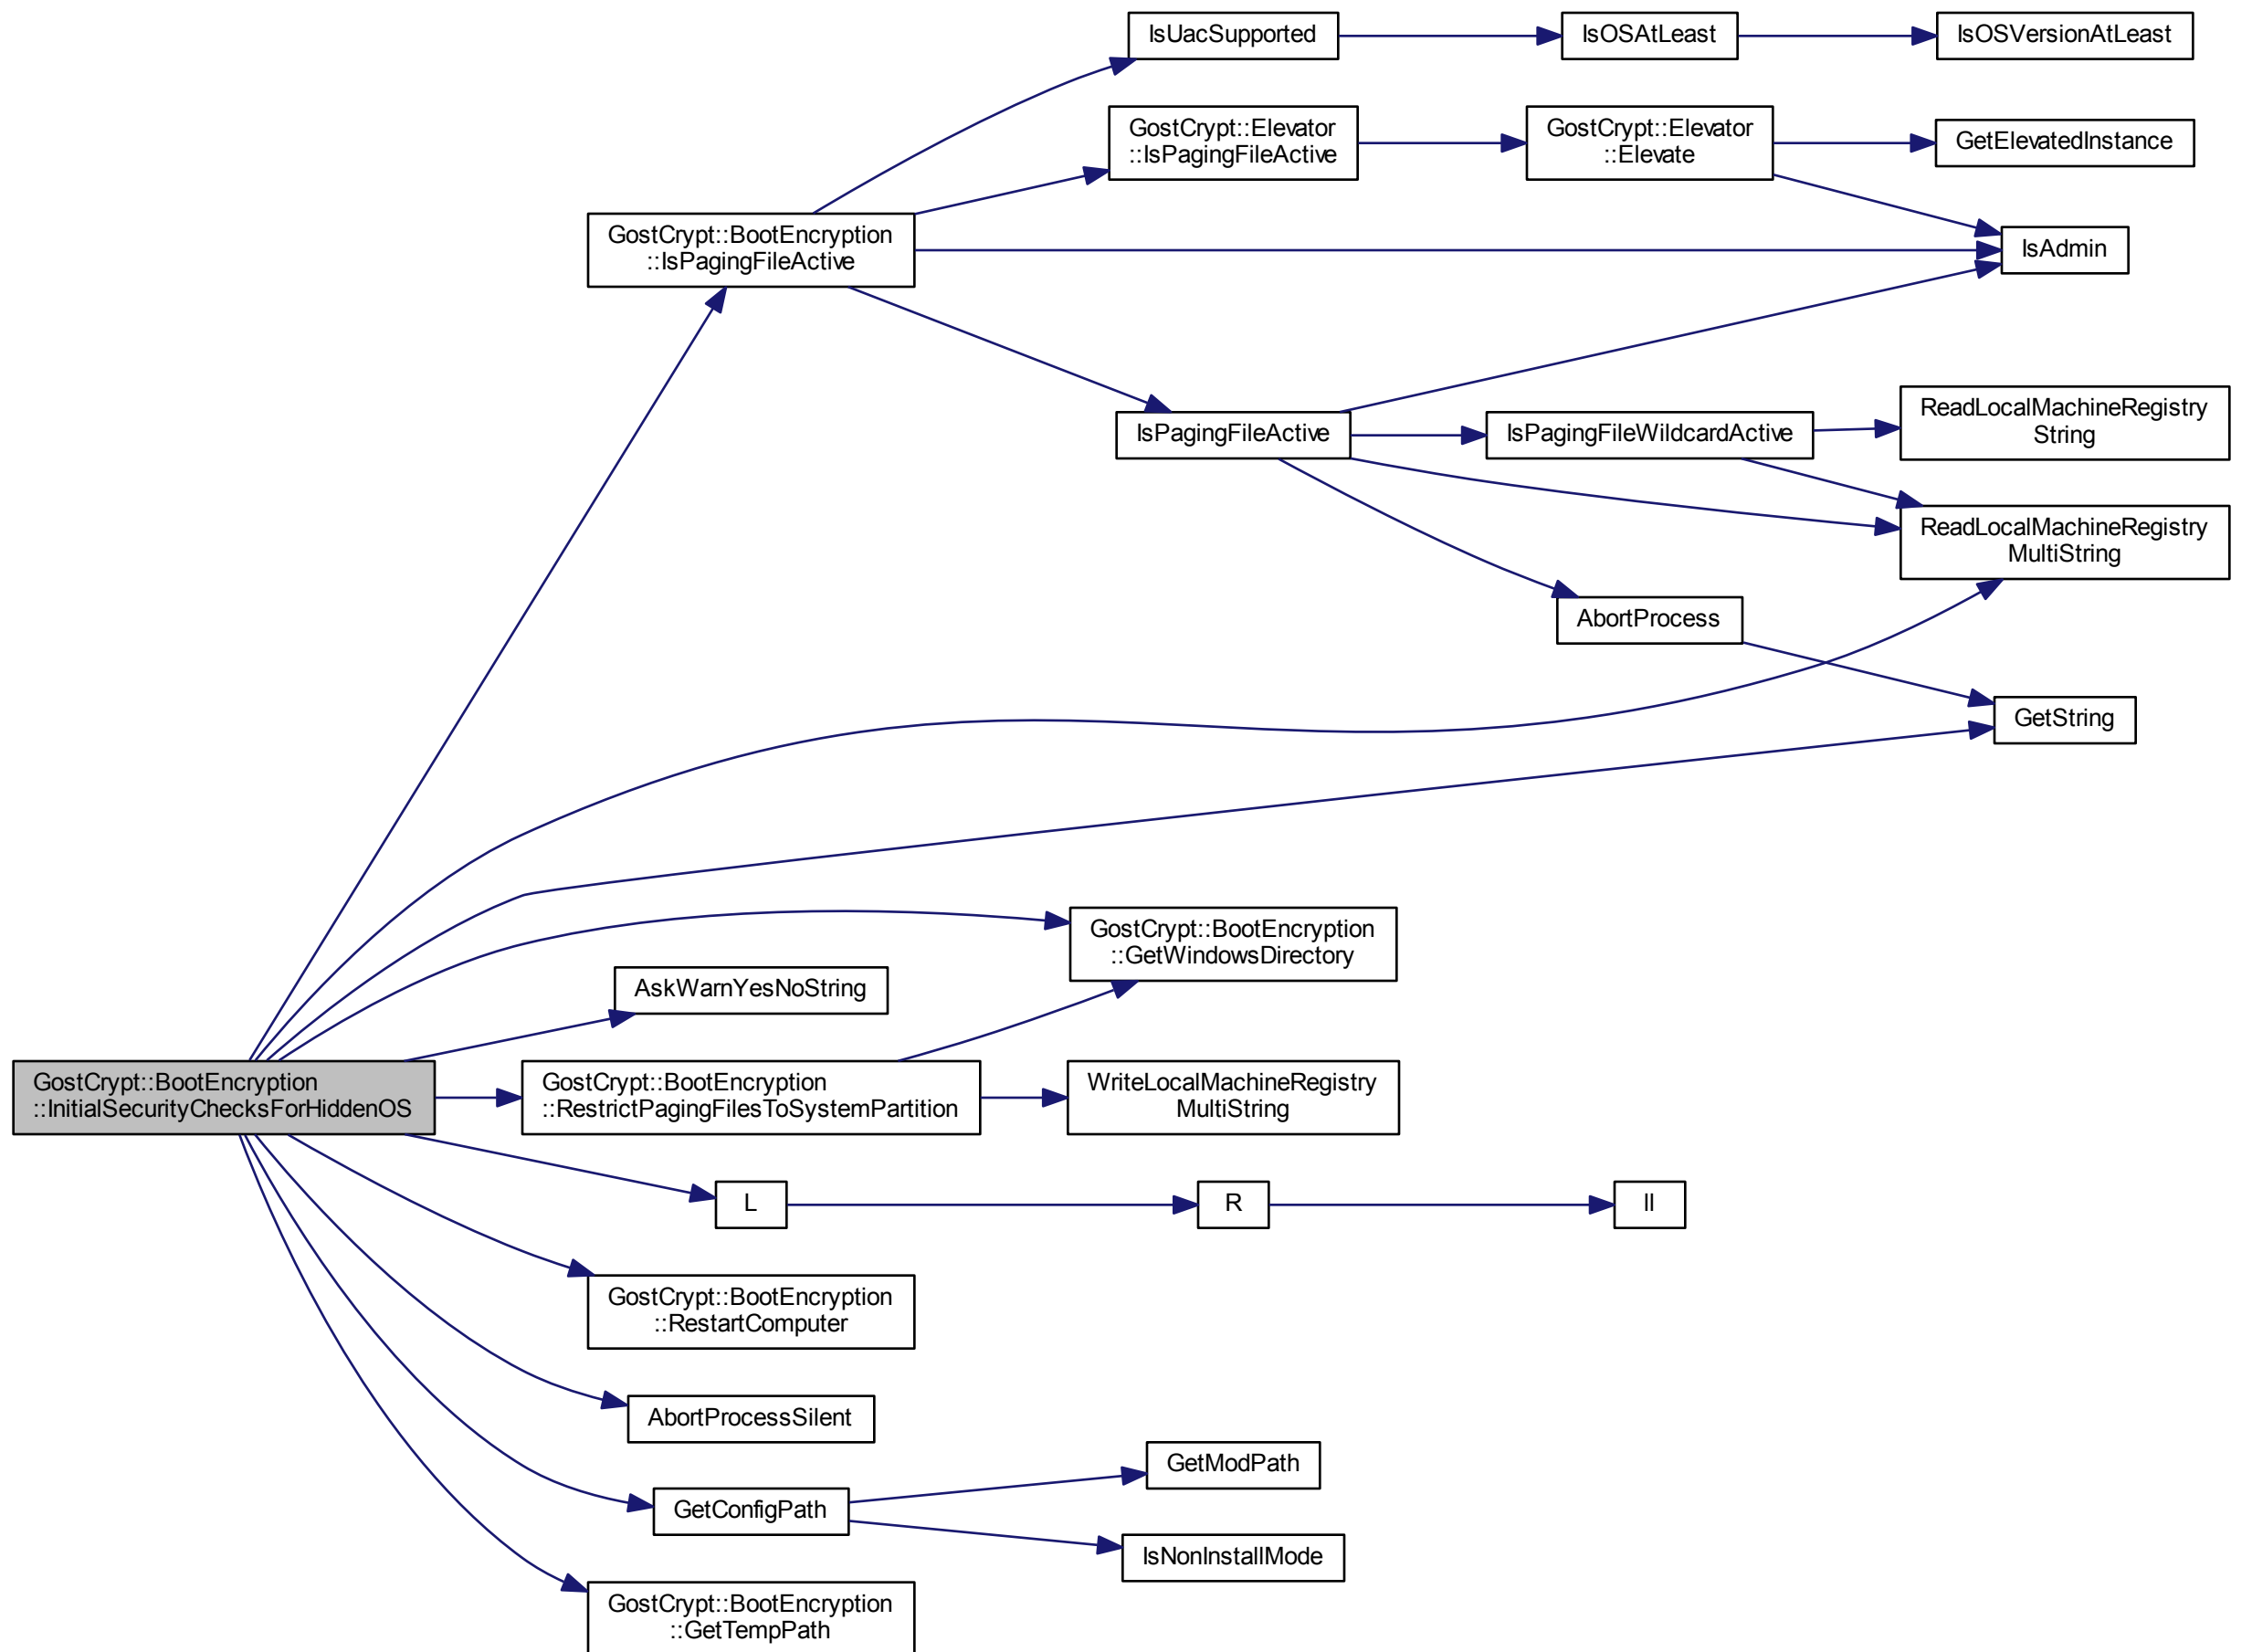 IsUacSupported
IsOSAtLeast
IsOSVersionAtLeast
GostCrypt::Elevator
::IsPagingFileActive
GostCrypt::Elevator
::Elevate
GetElevatedInstance
GostCrypt::BootEncryption
::IsPagingFileActive
IsAdmin
IsPagingFileActive
IsPagingFileWildcardActive
ReadLocalMachineRegistry
String
ReadLocalMachineRegistry
MultiString
AbortProcess
GetString
GostCrypt::BootEncryption
::GetWindowsDirectory
AskWarnYesNoString
GostCrypt::BootEncryption
::InitialSecurityChecksForHiddenOS
GostCrypt::BootEncryption
::RestrictPagingFilesToSystemPartition
WriteLocalMachineRegistry
MultiString
L
R
ll
GostCrypt::BootEncryption
::RestartComputer
AbortProcessSilent
GetModPath
GetConfigPath
IsNonInstallMode
GostCrypt::BootEncryption
::GetTempPath